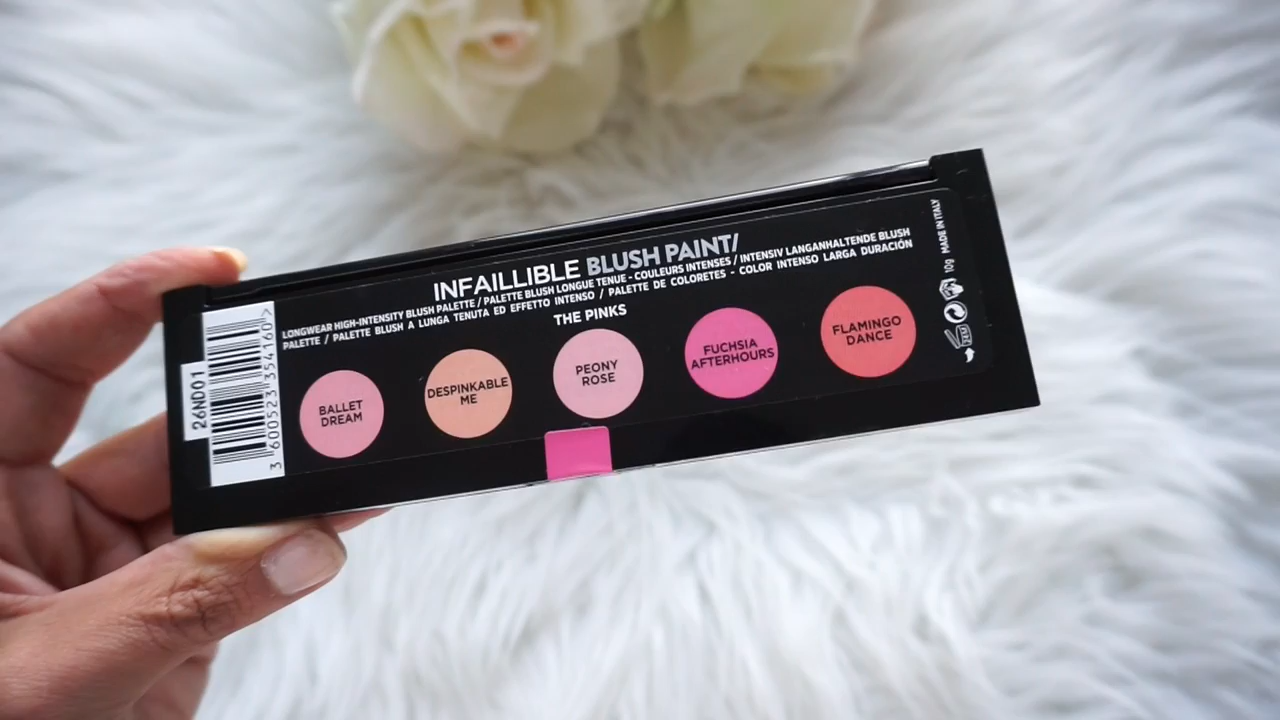 INFAILLIBLE BLUSH PAINT/
LONGWEAR HIGH-INTENSITY BLUSH PALETTE / PALETTE BLUSH LONGUE TENUE - COULEURS INTENSES / INTENSIV LANGANHALTENDE BLUSH
PALETTE / PALETTE BLUSH A LUNGA TENUTA ED EFFETTO INTENSO / PALETTE DE COLORETES - COLOR INTENSO LARGA DURACIÓN
THE PINKS
BALLET
DREAM
DESPINKABLE
ME
PEONY
ROSE
FUCHSIA
AFTERHOURS
FLAMINGO
DANCE
26ND01
3 600523 354160 >
10g MADE IN ITALY